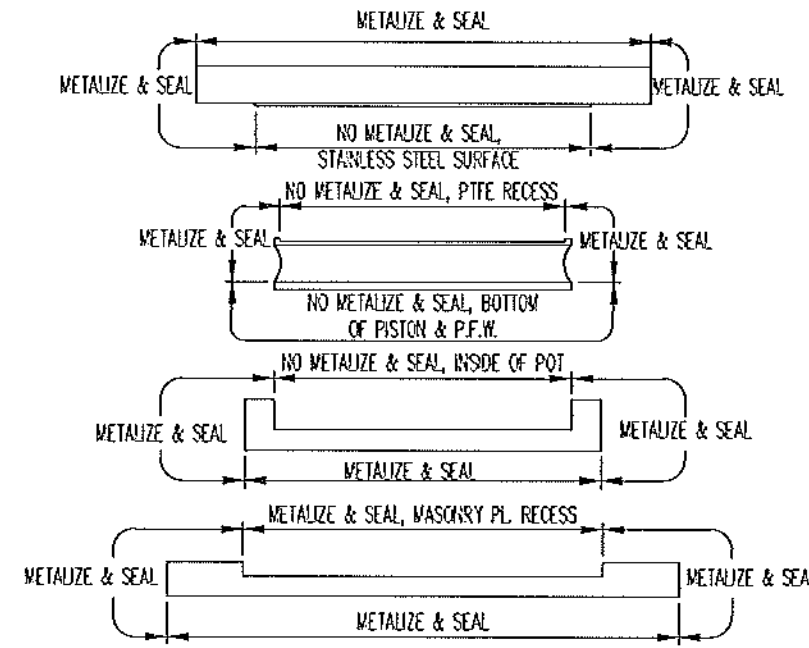 METALIZE & SEAL
METALIZE & SEAL
METALIZE & SEAL
NO METALIZE & SEAL,
STAINLESS STEEL SURFACE
NO METALIZE & SEAL, PTFE RECESS
METALIZE & SEAL
METALIZE & SEAL
NO METALIZE & SEAL, BOTTOM
OF PISTON & P.F.W.
NO METALIZE & SEAL, INSIDE OF POT
METALIZE & SEAL
METALIZE & SEAL
METALIZE & SEAL
METALIZE & SEAL, MASONRY PL. RECESS
METALIZE & SEAL
METALIZE & SEA
METALIZE & SEAL